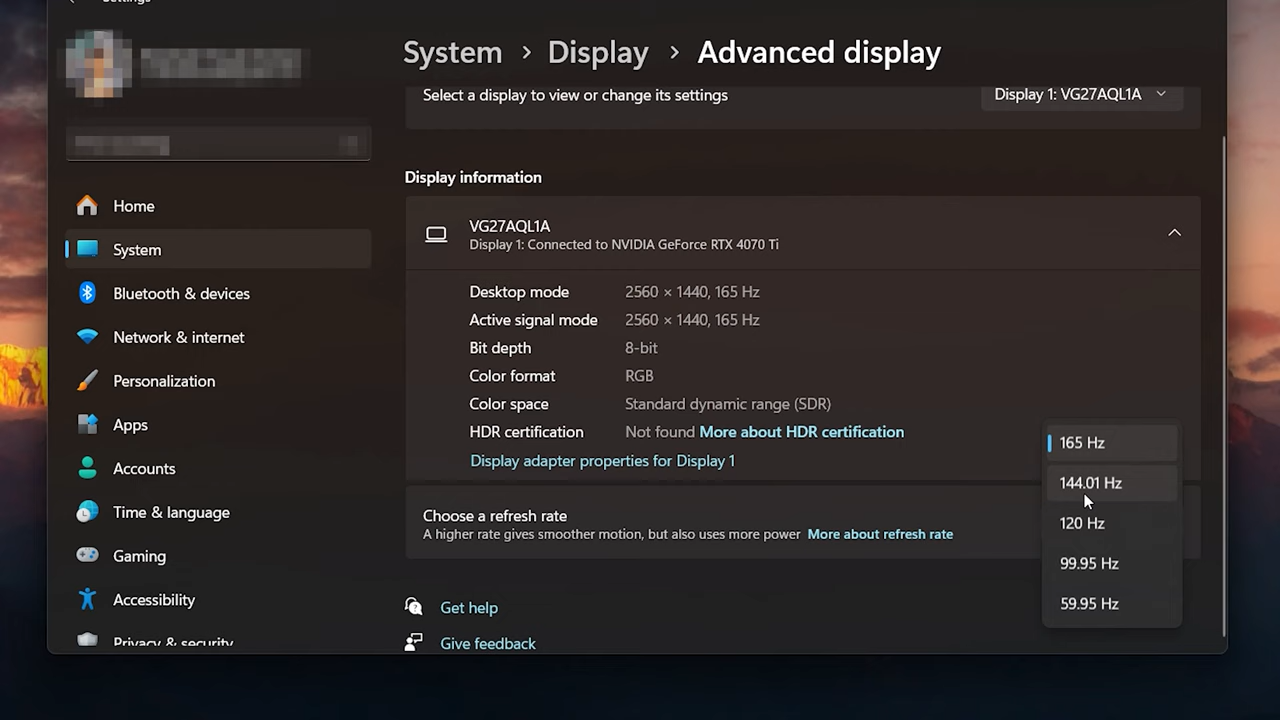 System > Display > Advanced display
Select a display to view or change its settings
Display 1: VG27AQL1A
Display information
VG27AQL1A
Display 1: Connected to NVIDIA GeForce RTX 4070 Ti
Desktop mode 2560 × 1440, 165 Hz
Active signal mode 2560 × 1440, 165 Hz
Bit depth 8-bit
Color format RGB
Color space Standard dynamic range (SDR)
HDR certification Not found More about HDR certification
Display adapter properties for Display 1
Choose a refresh rate
A higher rate gives smoother motion, but also uses more power More about refresh rate
165 Hz
144.01 Hz
120 Hz
99.95 Hz
59.95 Hz
Get help
Give feedback
Home
System
Bluetooth & devices
Network & internet
Personalization
Apps
Accounts
Time & language
Gaming
Accessibility
Privacy & security